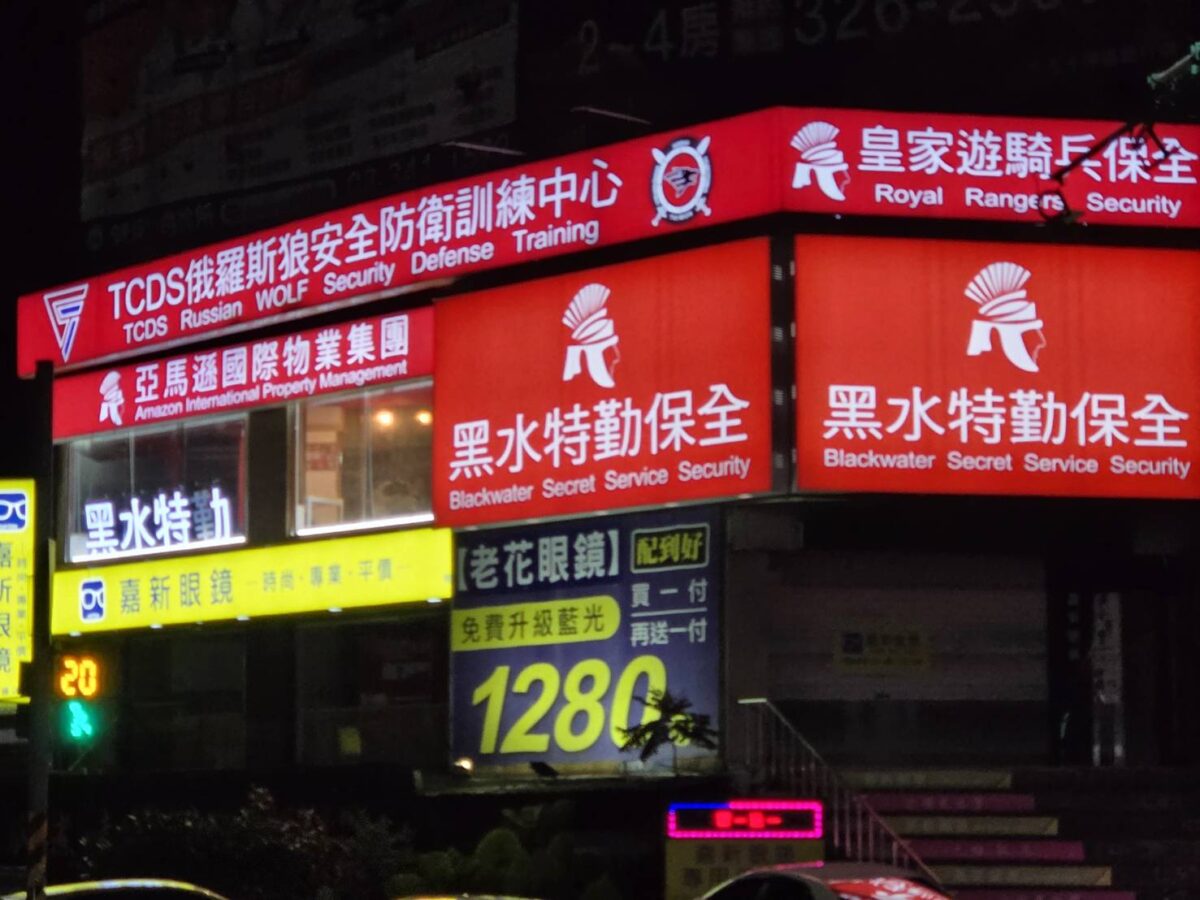 2~4房
皇家遊騎兵保全
Royal Rangers Security
TCDS俄羅斯狼安全防衛訓練中心
TCDS Russian WOLF Security Defense Training
亞馬遜國際物業集團
Amazon International Property Management
黑水特勤保全
Blackwater Secret Service Security
黑水特勤保全
Blackwater Secret Service Security
黑水特勤
嘉新眼鏡 時尚·專業·平價
【老花眼鏡】 配到好
免費升級藍光
買一付
再送一付
1280
20